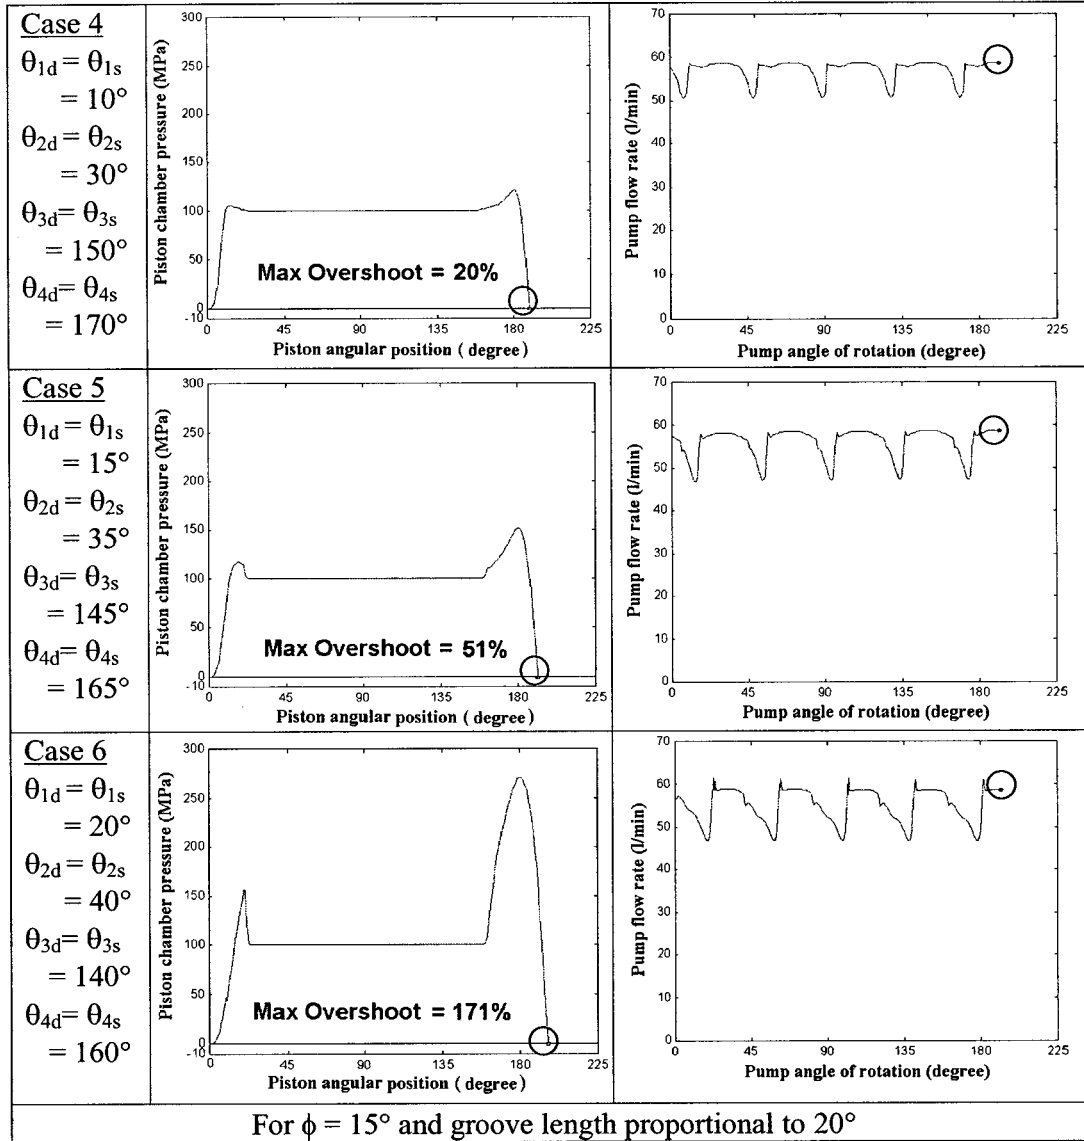 Case 4
θ1d = θ1s
= 10°
θ2d = θ2s
= 30°
θ3d= θ3s
= 150°
θ4d= θ4s
= 170°
Piston chamber pressure (MPa)
300
250
200
150
100
50
0
-10
Max Overshoot = 20%
0 45 90 135 180 225
Piston angular position ( degree)
Pump flow rate (l/min)
70
60
50
40
30
20
10
0
0 45 90 135 180 225
Pump angle of rotation (degree)
Case 5
θ1d = θ1s
= 15°
θ2d = θ2s
= 35°
θ3d= θ3s
= 145°
θ4d= θ4s
= 165°
Piston chamber pressure (MPa)
300
250
200
150
100
50
0
-10
Max Overshoot = 51%
0 45 90 135 180 225
Piston angular position ( degree)
Pump flow rate (l/min)
70
60
50
40
30
20
10
0
0 45 90 135 180 225
Pump angle of rotation (degree)
Case 6
θ1d = θ1s
= 20°
θ2d = θ2s
= 40°
θ3d= θ3s
= 140°
θ4d= θ4s
= 160°
Piston chamber pressure (MPa)
300
250
200
150
100
50
0
-10
Max Overshoot = 171%
0 45 90 135 180 225
Piston angular position ( degree)
Pump flow rate (l/min)
70
60
50
40
30
20
10
0
0 45 90 135 180 225
Pump angle of rotation (degree)
For ϕ = 15° and groove length proportional to 20°